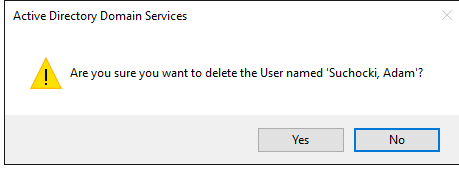 Active Directory Domain Services
Are you sure you want to delete the User named 'Suchocki, Adam'?
Yes
No